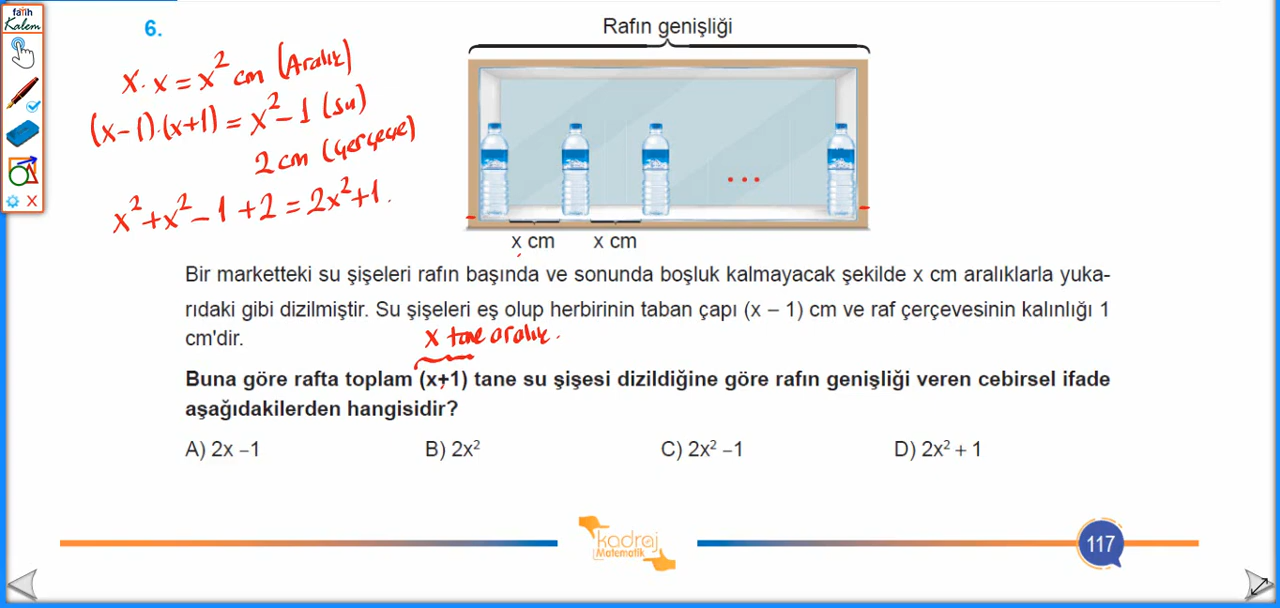 fatih
Kalem
6.
Rafın genişliği
x · x = x² cm (Aralık)
(x-1)·(x+1) = x² - 1 (su)
2 cm (Çerçeve)
x² + x² - 1 + 2 = 2x² + 1.
x cm x cm
Bir marketteki su şişeleri rafın başında ve sonunda boşluk kalmayacak şekilde x cm aralıklarla yuka-
rıdaki gibi dizilmiştir. Su şişeleri eş olup herbirinin taban çapı (x – 1) cm ve raf çerçevesinin kalınlığı 1
cm'dir.
x tane aralık.
Buna göre rafta toplam (x+1) tane su şişesi dizildiğine göre rafın genişliği veren cebirsel ifade
aşağıdakilerden hangisidir?
A) 2x –1 B) 2x² C) 2x² –1 D) 2x² + 1
kadraj
Matematik
117